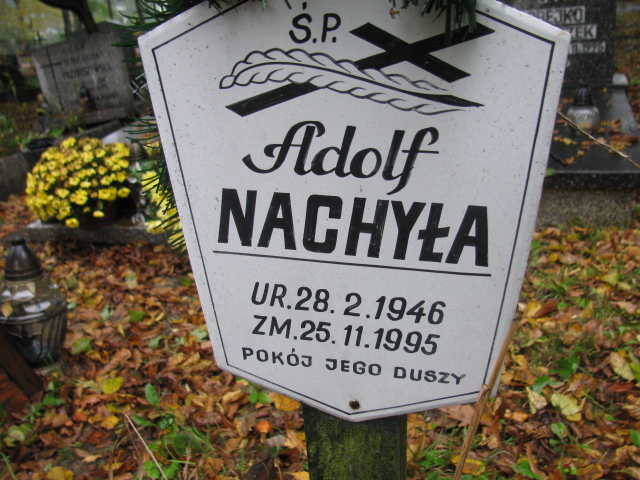 Ś.P.
Adolf
NACHYŁA
UR.28.2.1946
ZM.25.11.1995
POKÓJ JEGO DUSZY